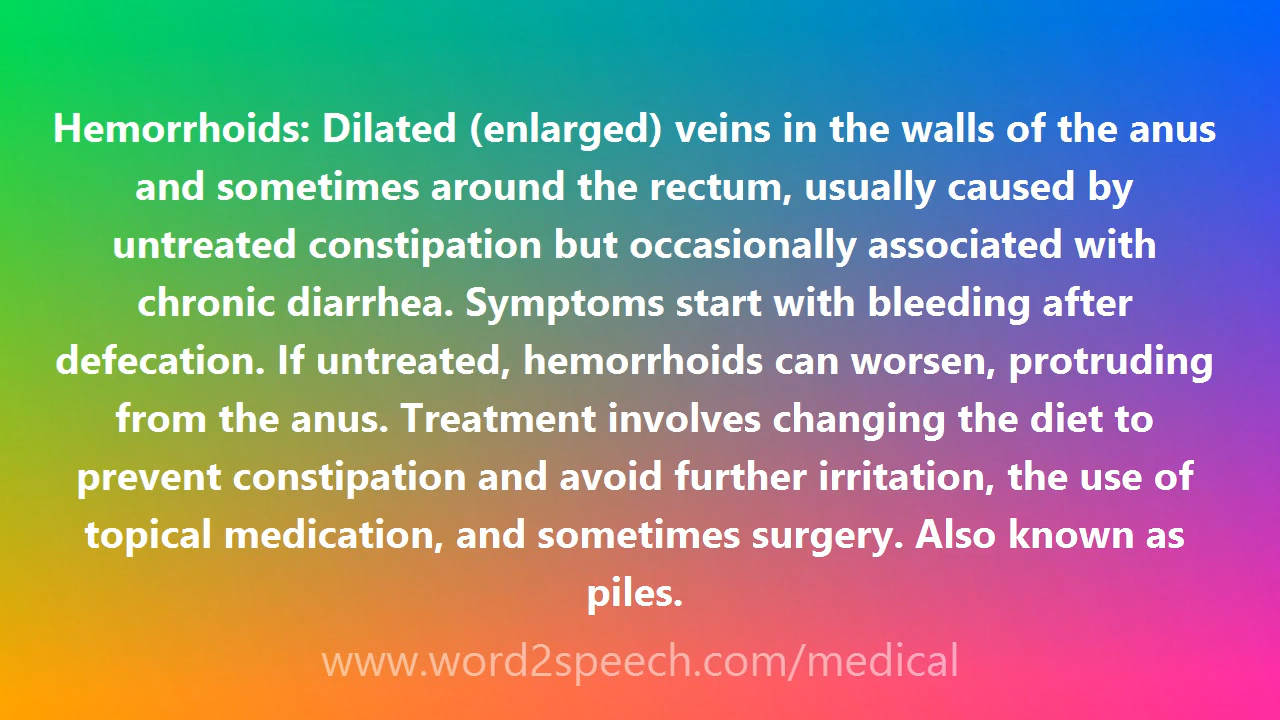 Hemorrhoids: Dilated (enlarged) veins in the walls of the anus
and sometimes around the rectum, usually caused by
untreated constipation but occasionally associated with
chronic diarrhea. Symptoms start with bleeding after
defecation. If untreated, hemorrhoids can worsen, protruding
from the anus. Treatment involves changing the diet to
prevent constipation and avoid further irritation, the use of
topical medication, and sometimes surgery. Also known as
piles.
www.word2speech.com/medical